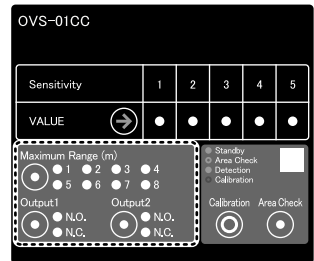 OVS-01CC
Sensitivity 1 2 3 4 5
VALUE
Maximum Range (m)
1 2 3 4
5 6 7 8
Output1 Output2
N.O. N.O.
N.C. N.C.
Standby
Area Check
Detection
Calibration
Calibration Area Check